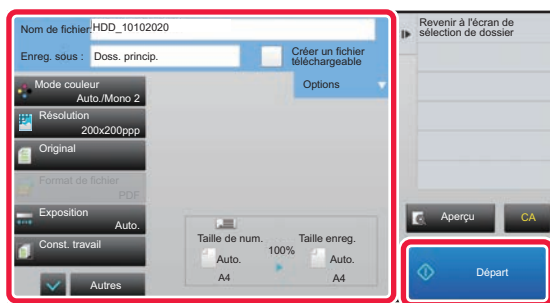 Nom de fichier:
HDD_10102020
Enreg. sous :
Doss. princip.
Créer un fichier
téléchargeable
Options
Mode couleur
Auto./Mono 2
Résolution
200x200ppp
Original
Format de fichier
PDF
Exposition
Auto.
Const. travail
Autres
Taille de num.
100%
Taille enreg.
Auto.
Auto.
A4
A4
Revenir à l'écran de
sélection de dossier
Aperçu
CA
Départ